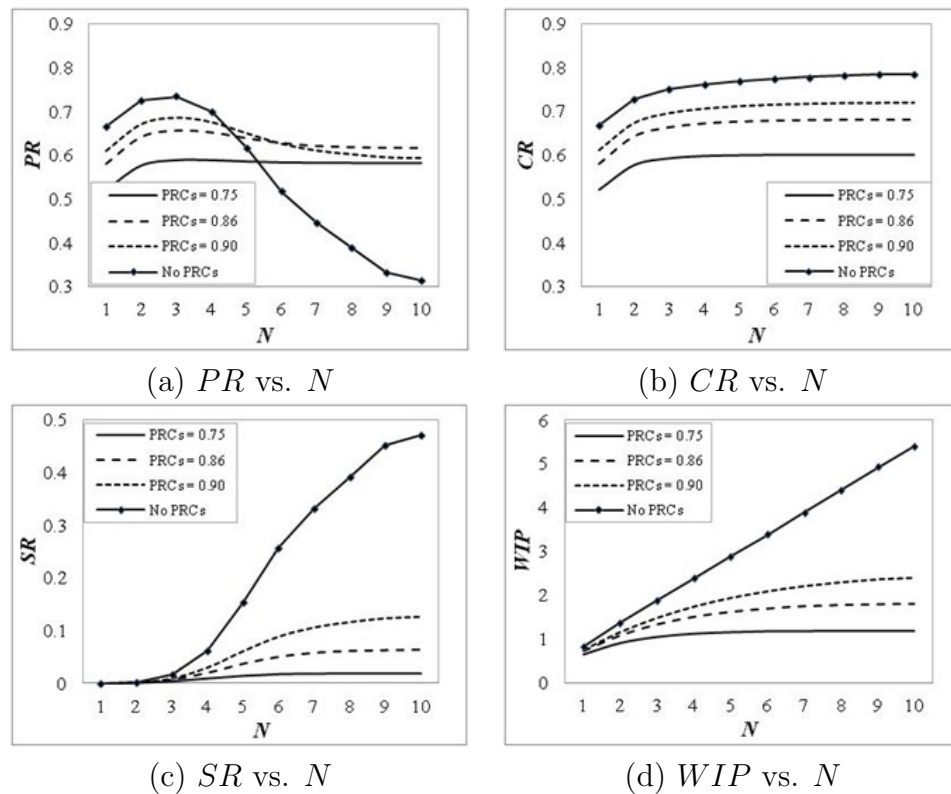 0.9
0.8
0.7
0.6
0.5
0.4
0.3
PR
PRCs = 0.75
PRCs = 0.86
PRCs = 0.90
No PRCs
1 2 3 4 5 6 7 8 9 10
N
(a) PR vs. N
0.9
0.8
0.7
0.6
0.5
0.4
0.3
CR
PRCs = 0.75
PRCs = 0.86
PRCs = 0.90
No PRCs
1 2 3 4 5 6 7 8 9 10
N
(b) CR vs. N
0.5
0.4
0.3
0.2
0.1
0
SR
PRCs = 0.75
PRCs = 0.86
PRCs = 0.90
No PRCs
1 2 3 4 5 6 7 8 9 10
N
(c) SR vs. N
6
5
4
3
2
1
0
WIP
PRCs = 0.75
PRCs = 0.86
PRCs = 0.90
No PRCs
1 2 3 4 5 6 7 8 9 10
N
(d) WIP vs. N